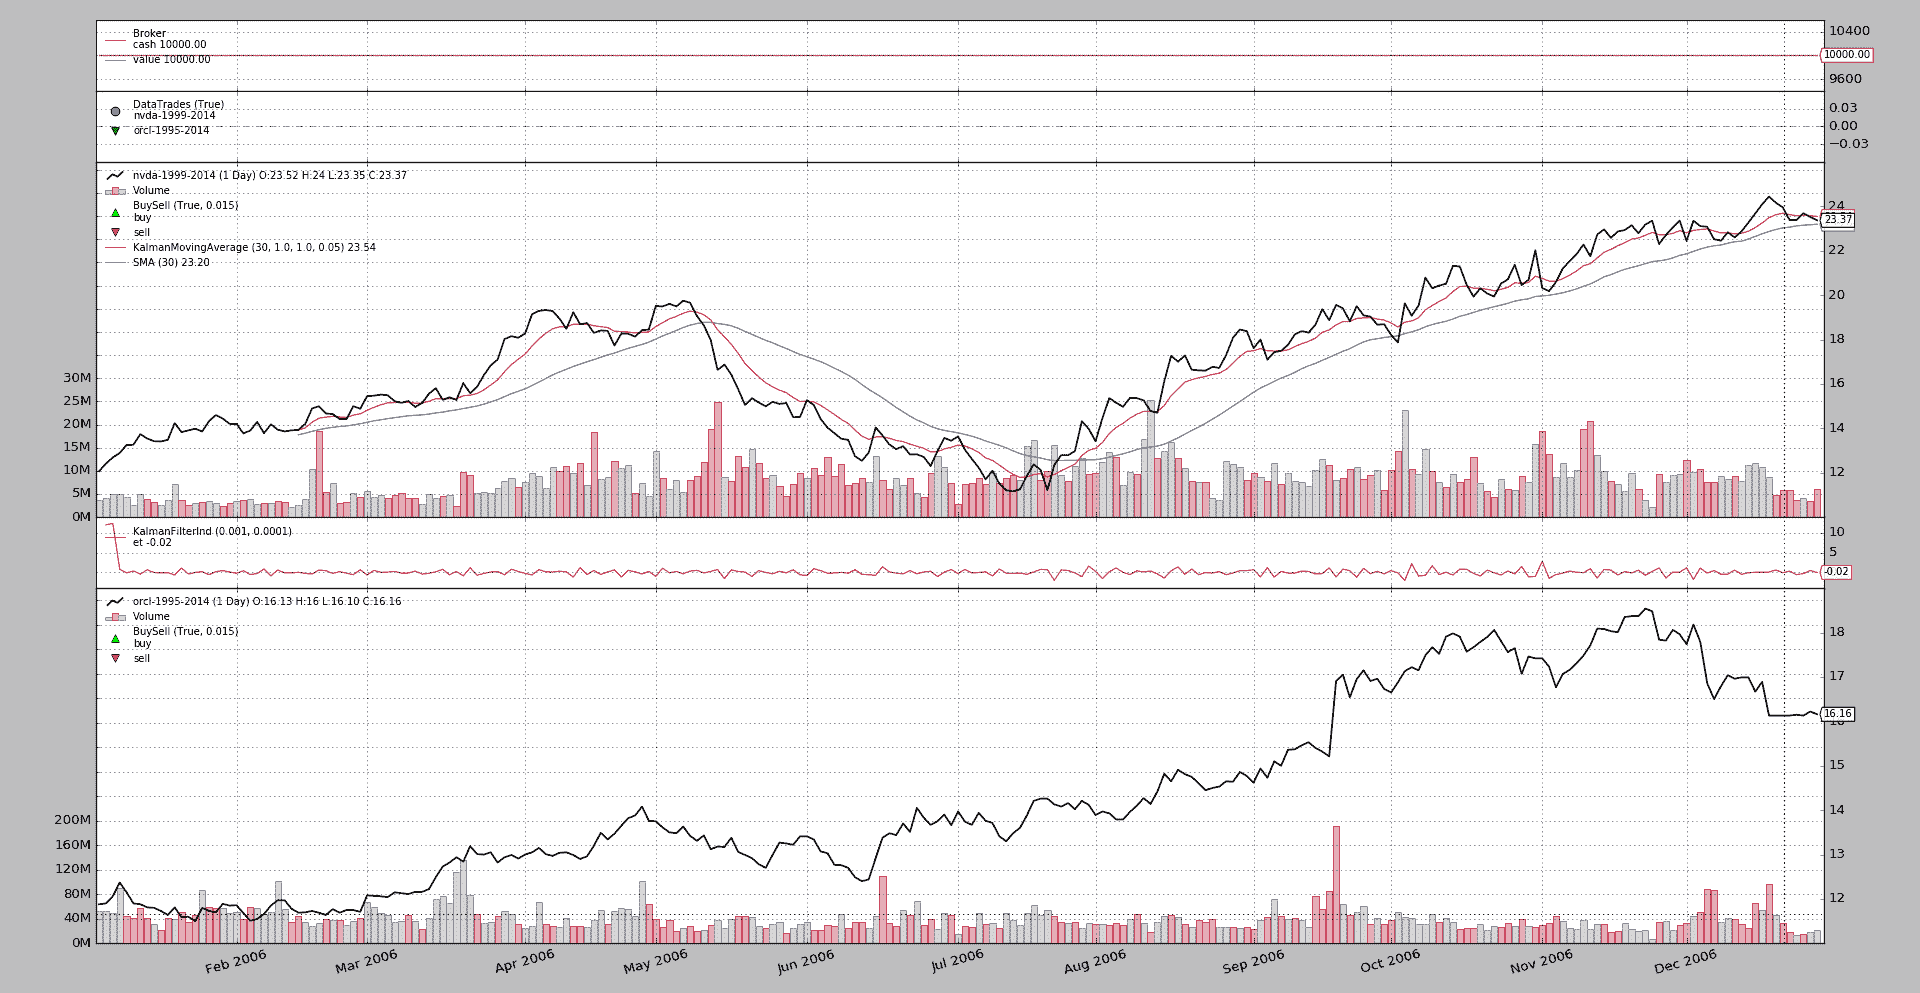 Broker
cash 10000.00
value 10000.00
10400
10000.00
9600
DataTrades (True)
nvda-1999-2014
orcl-1995-2014
0.03
0.00
−0.03
nvda-1999-2014 (1 Day) O:23.52 H:24 L:23.35 C:23.37
Volume
BuySell (True, 0.015)
buy
sell
KalmanMovingAverage (30, 1.0, 1.0, 0.05) 23.54
SMA (30) 23.20
24
23.37
22
20
18
16
14
12
30M
25M
20M
15M
10M
5M
0M
KalmanFilterInd (0.001, 0.0001)
et -0.02
10
5
-0.02
orcl-1995-2014 (1 Day) O:16.13 H:16 L:16.10 C:16.16
Volume
BuySell (True, 0.015)
buy
sell
18
17
16.16
15
14
13
12
200M
160M
120M
80M
40M
0M
Feb 2006
Mar 2006
Apr 2006
May 2006
Jun 2006
Jul 2006
Aug 2006
Sep 2006
Oct 2006
Nov 2006
Dec 2006